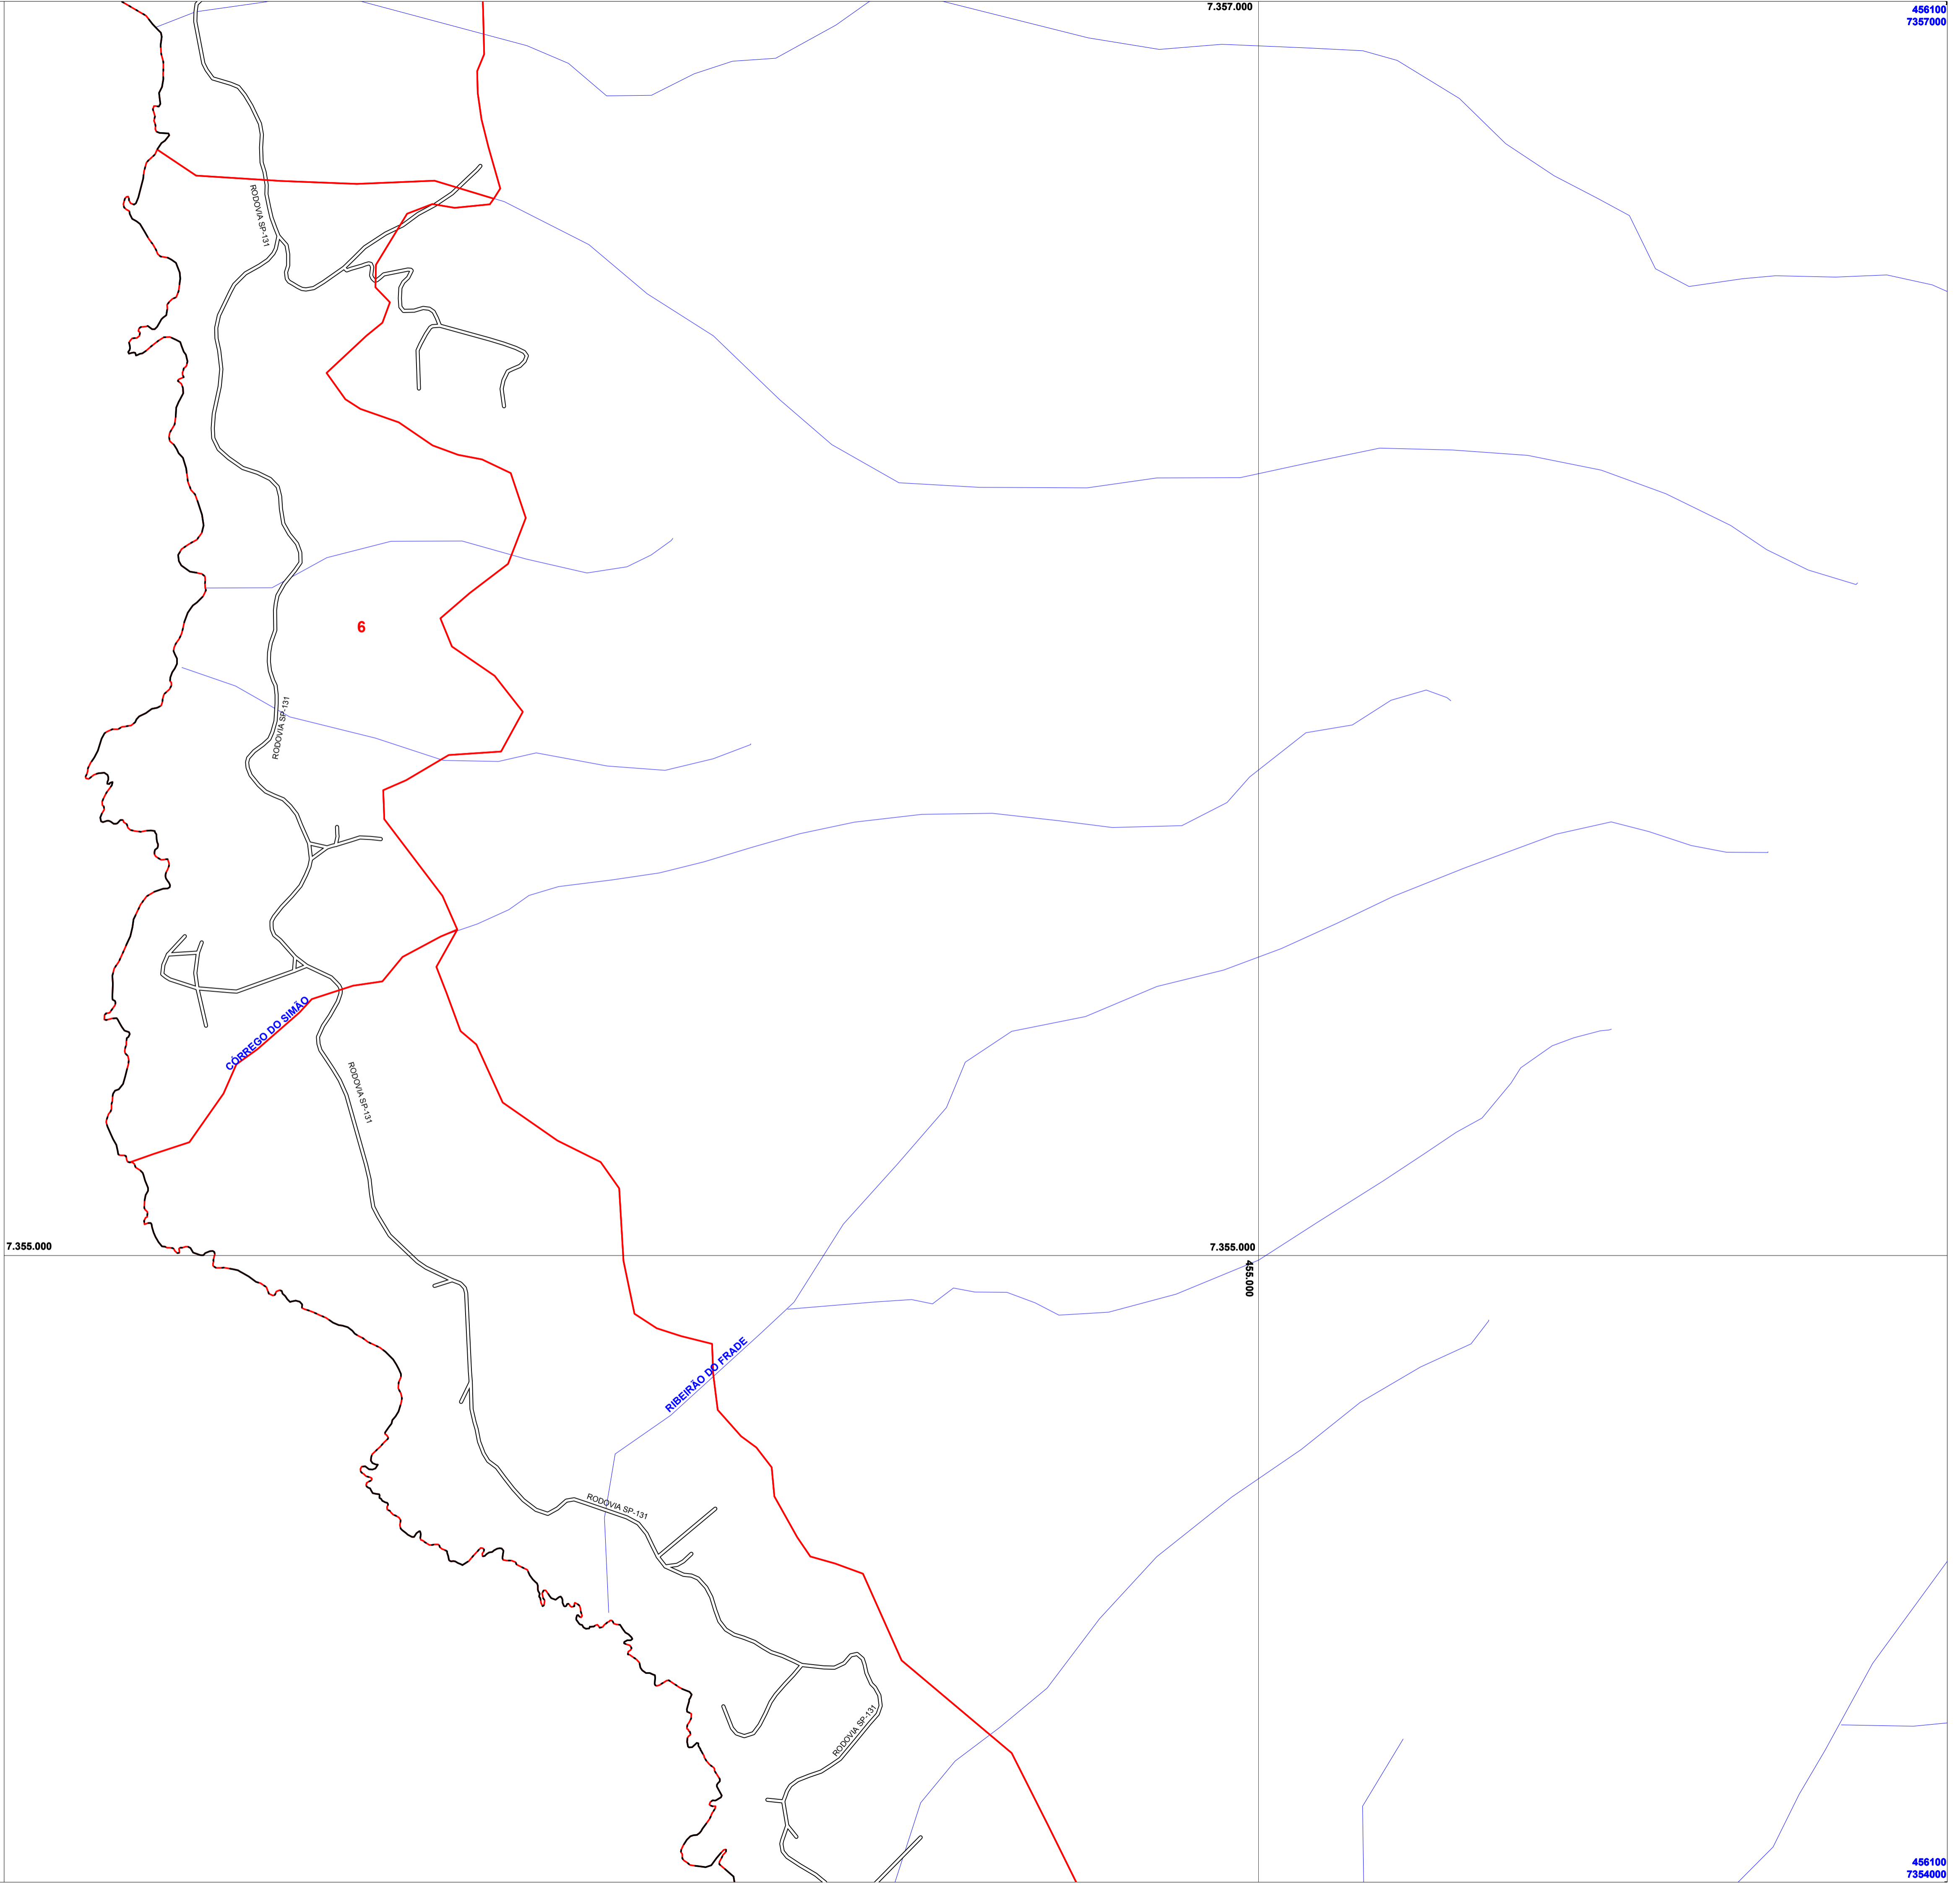 7.357.000
456100
7357000
RODOVIA SP-131
6
RODOVIA SP-131
CÓRREGO DO SIMÃO
RODOVIA SP-131
7.355.000
7.355.000
455.000
RIBEIRÃO DO FRADE
RODOVIA SP-131
RODOVIA SP-131
456100
7354000